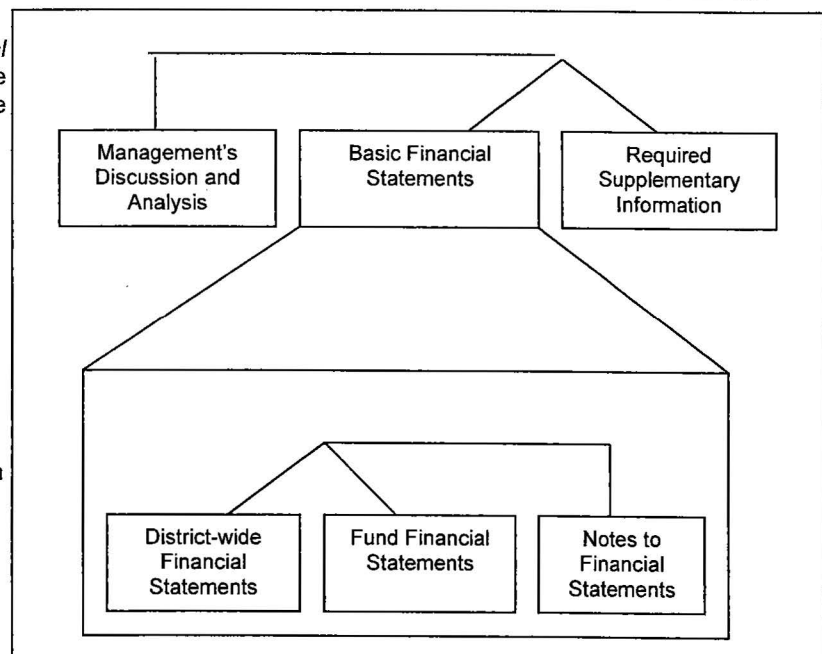 Management's
Discussion and
Analysis
Basic Financial
Statements
Required
Supplementary
Information
District-wide
Financial
Statements
Fund Financial
Statements
Notes to
Financial
Statements